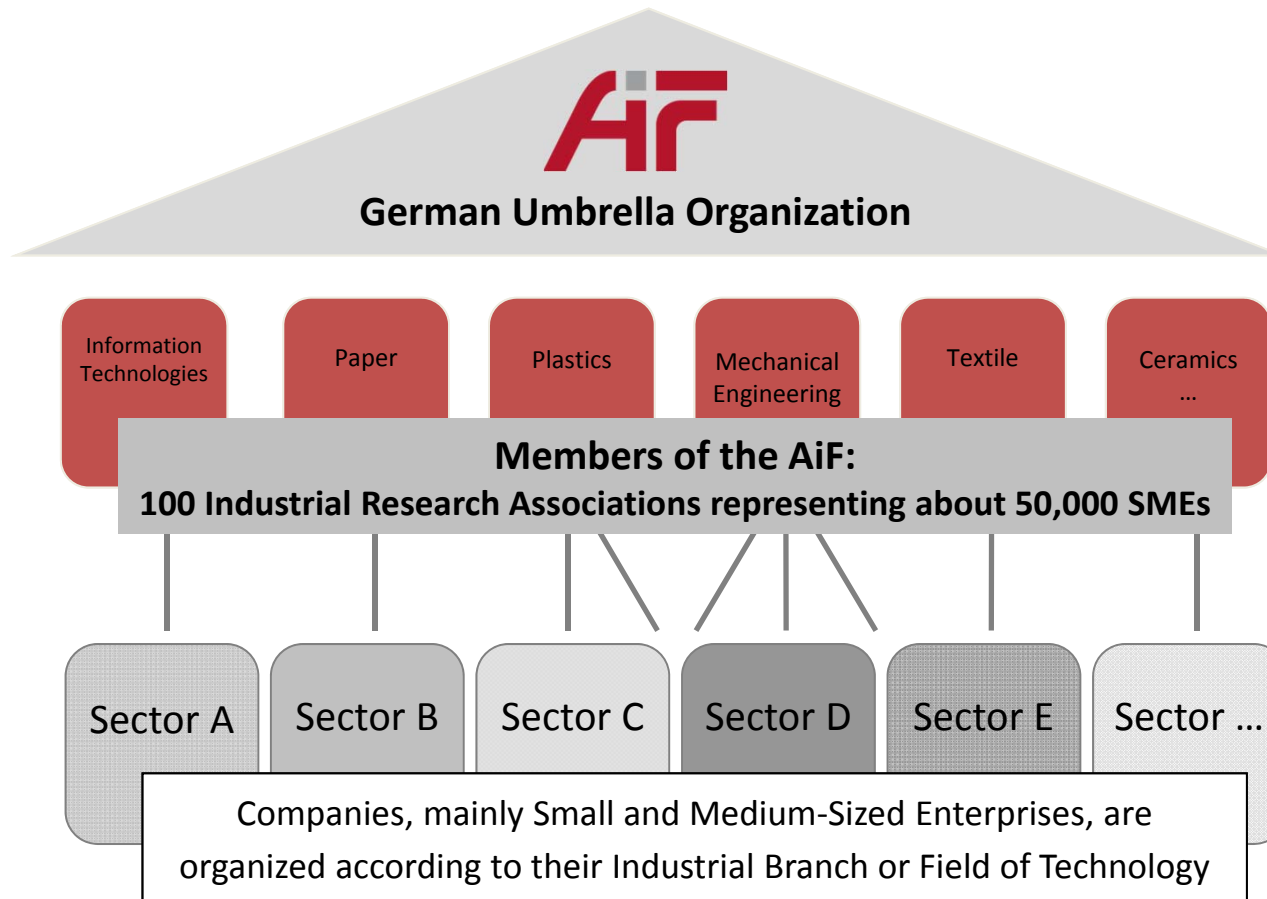 AiF
German Umbrella Organization
Information
Technologies
Paper
Plastics
Mechanical
Engineering
Textile
Ceramics
...
Members of the AiF:
100 Industrial Research Associations representing about 50,000 SMEs
Sector A
Sector B
Sector C
Sector D
Sector E
Sector ...
Companies, mainly Small and Medium-Sized Enterprises, are
organized according to their Industrial Branch or Field of Technology